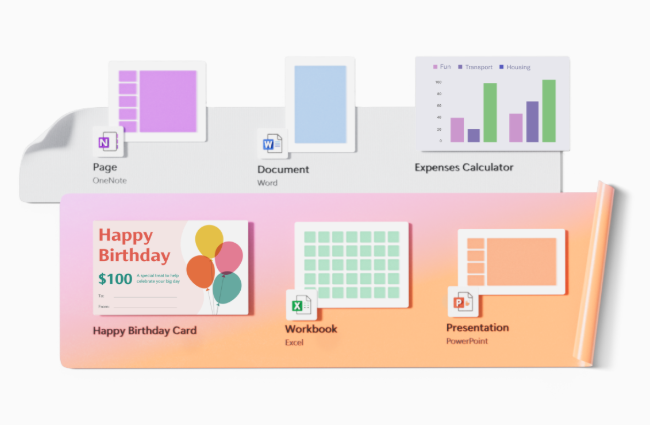 Fun Transport Housing
100
80
60
40
20
0
N
Page
OneNote
W
Document
Word
Expenses Calculator
Happy
Birthday
$100
A special treat to help
celebrate your big day
To:
From:
Happy Birthday Card
X
Workbook
Excel
P
Presentation
PowerPoint